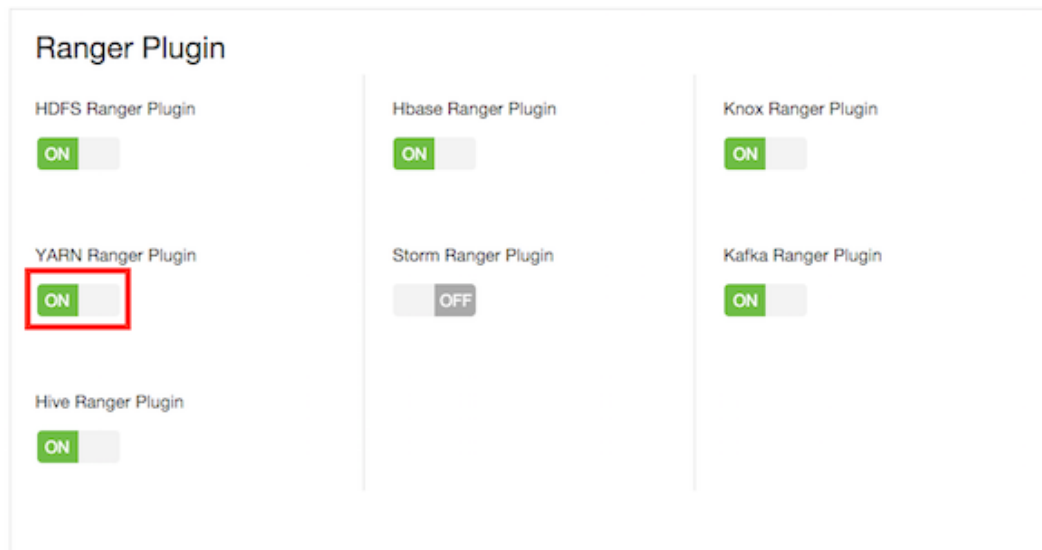 Ranger Plugin
HDFS Ranger Plugin
ON
Hbase Ranger Plugin
ON
Knox Ranger Plugin
ON
YARN Ranger Plugin
ON
Storm Ranger Plugin
OFF
Kafka Ranger Plugin
ON
Hive Ranger Plugin
ON